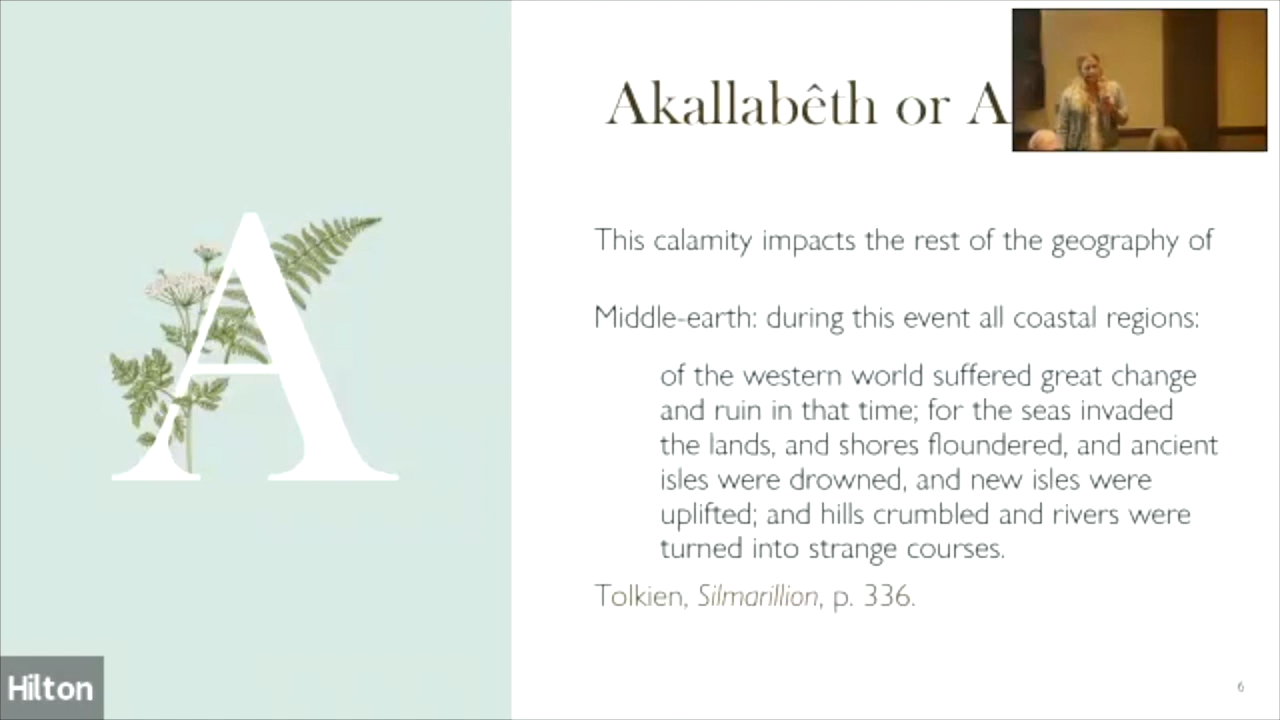 Akallabêth or A
This calamity impacts the rest of the geography of
Middle-earth: during this event all coastal regions:
of the western world suffered great change
and ruin in that time; for the seas invaded
the lands, and shores floundered, and ancient
isles were drowned, and new isles were
uplifted; and hills crumbled and rivers were
turned into strange courses.
Tolkien, Silmarillion, p. 336.
A
Hilton
6